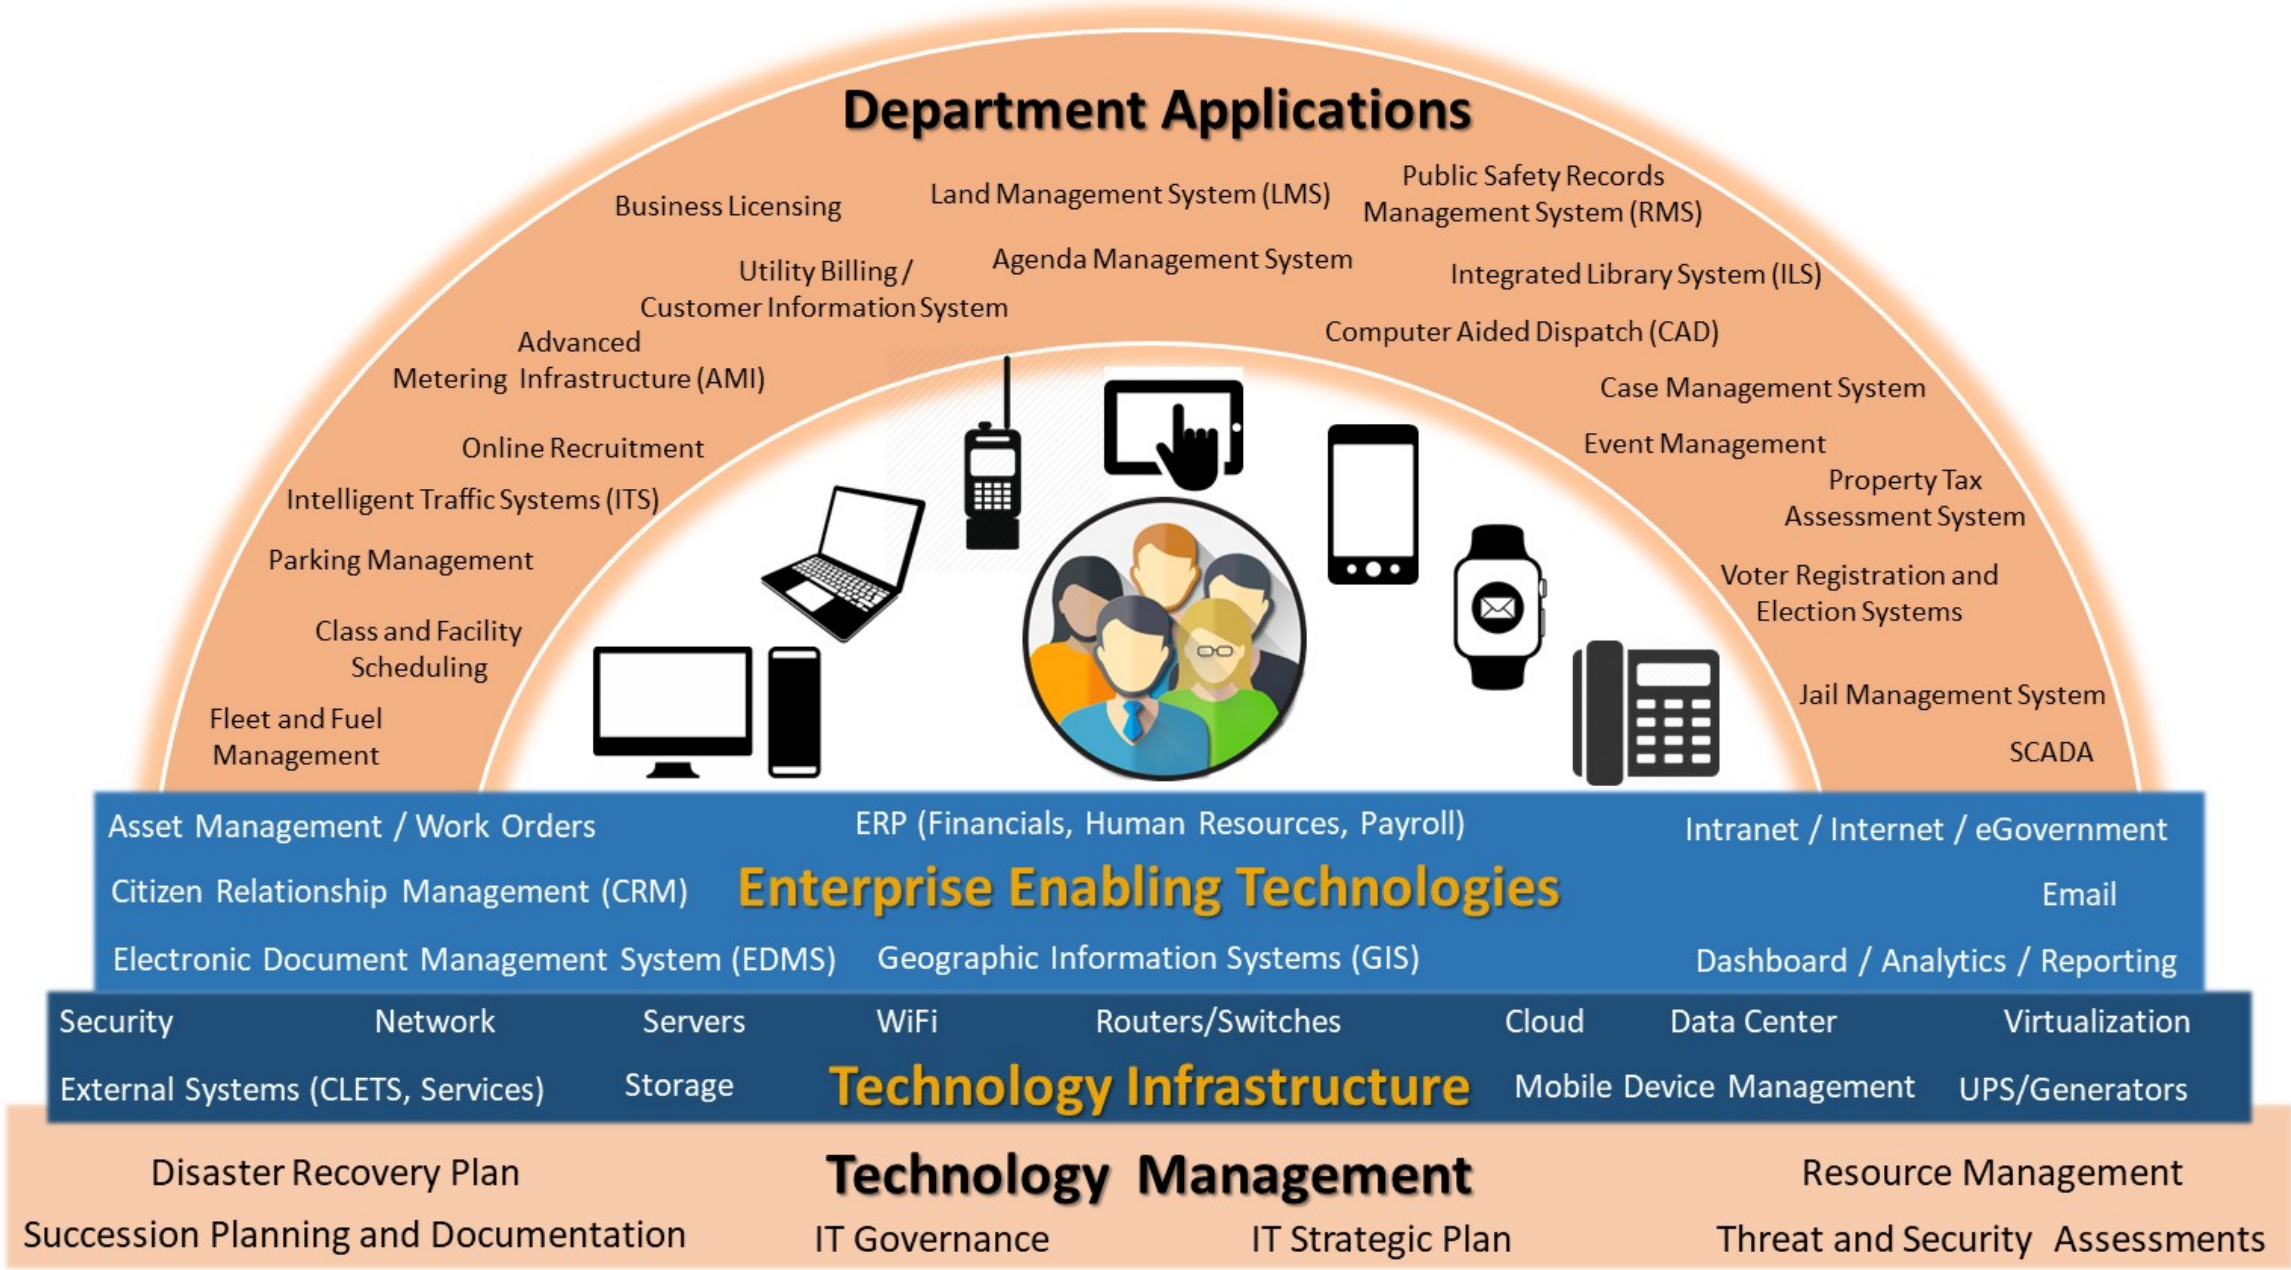 Department Applications
Business Licensing
Land Management System (LMS)
Public Safety Records
Management System (RMS)
Utility Billing /
Customer Information System
Agenda Management System
Integrated Library System (ILS)
Advanced
Metering Infrastructure (AMI)
Computer Aided Dispatch (CAD)
Case Management System
Online Recruitment
Event Management
Intelligent Traffic Systems (ITS)
Property Tax
Assessment System
Parking Management
Voter Registration and
Election Systems
Class and Facility
Scheduling
Jail Management System
Fleet and Fuel
Management
SCADA
Asset Management / Work Orders
ERP (Financials, Human Resources, Payroll)
Intranet / Internet / eGovernment
Citizen Relationship Management (CRM)
Enterprise Enabling Technologies
Email
Electronic Document Management System (EDMS)
Geographic Information Systems (GIS)
Dashboard / Analytics / Reporting
Security
Network
Servers
WiFi
Routers/Switches
Cloud
Data Center
Virtualization
External Systems (CLETS, Services)
Storage
Technology Infrastructure
Mobile Device Management
UPS/Generators
Disaster Recovery Plan
Technology Management
Resource Management
Succession Planning and Documentation
IT Governance
IT Strategic Plan
Threat and Security Assessments